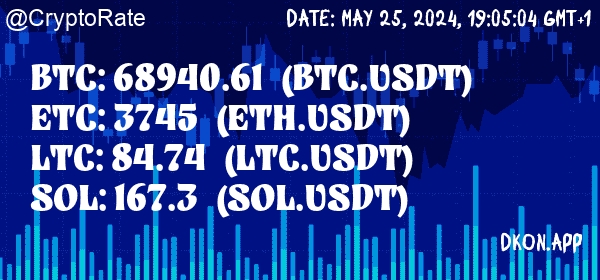 @CryptoRate
DATE: MAY 25, 2024, 19:05:04 GMT+1
BTC: 68940.61 (BTC.USDT)
ETC: 3745 (ETH.USDT)
LTC: 84.74 (LTC.USDT)
SOL: 167.3 (SOL.USDT)
DKON.APP